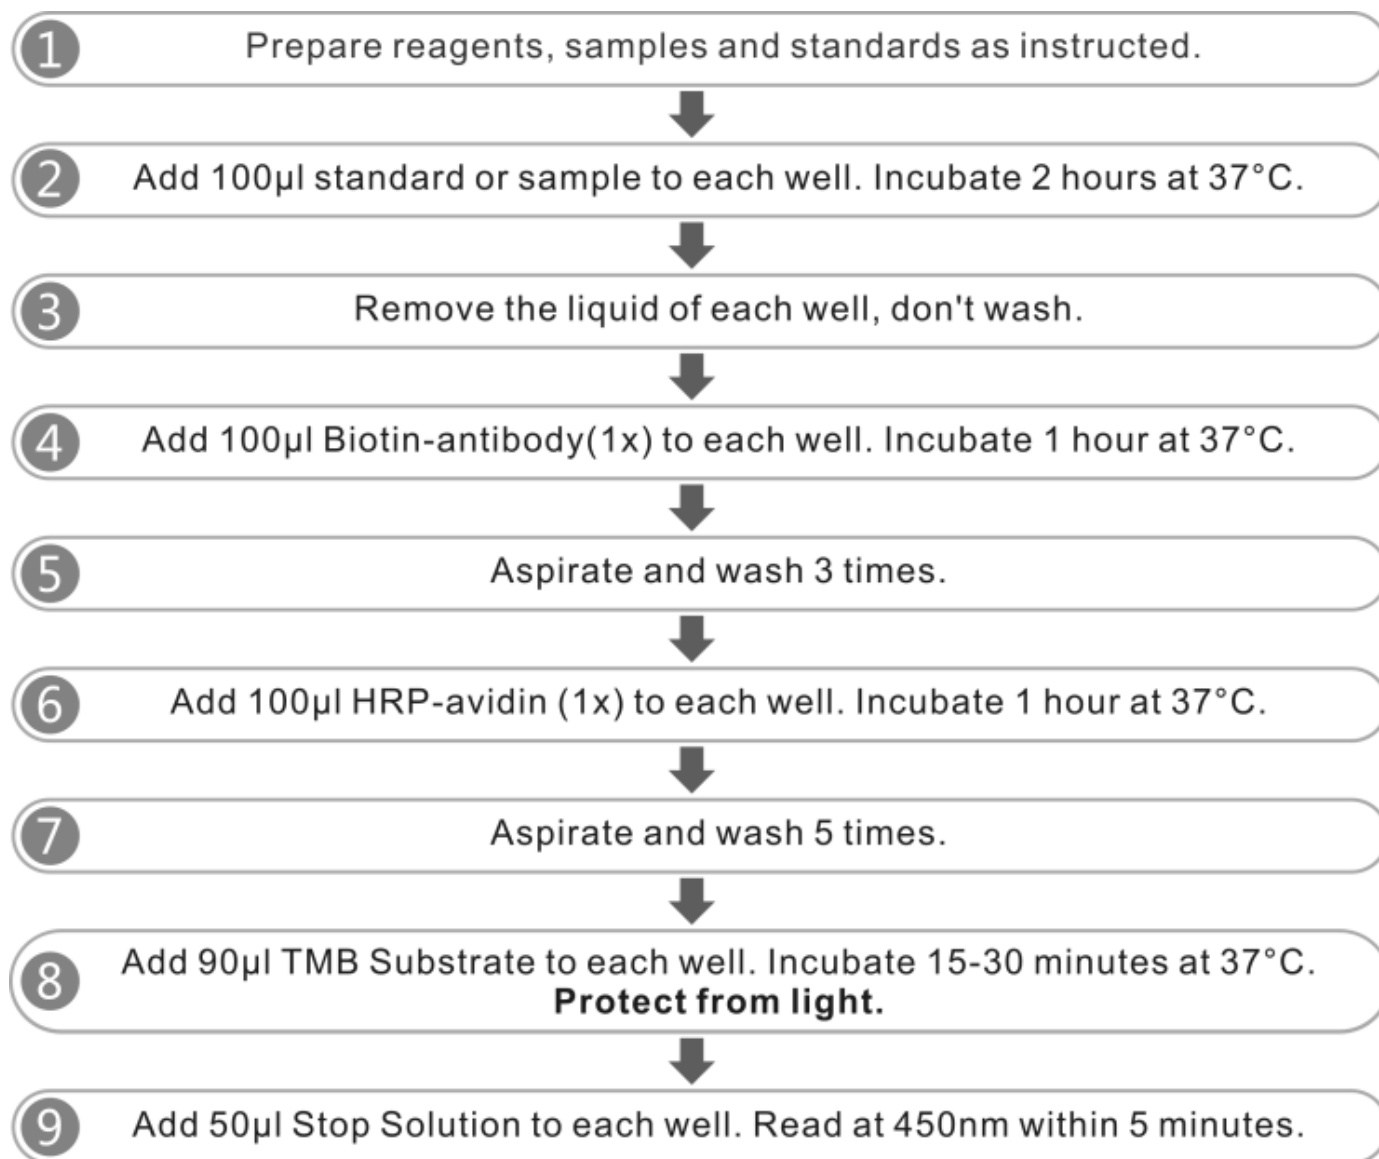 1 Prepare reagents, samples and standards as instructed.
2 Add 100µl standard or sample to each well. Incubate 2 hours at 37°C.
3 Remove the liquid of each well, don't wash.
4 Add 100µl Biotin-antibody(1x) to each well. Incubate 1 hour at 37°C.
5 Aspirate and wash 3 times.
6 Add 100µl HRP-avidin (1x) to each well. Incubate 1 hour at 37°C.
7 Aspirate and wash 5 times.
8 Add 90µl TMB Substrate to each well. Incubate 15-30 minutes at 37°C.
Protect from light.
9 Add 50µl Stop Solution to each well. Read at 450nm within 5 minutes.